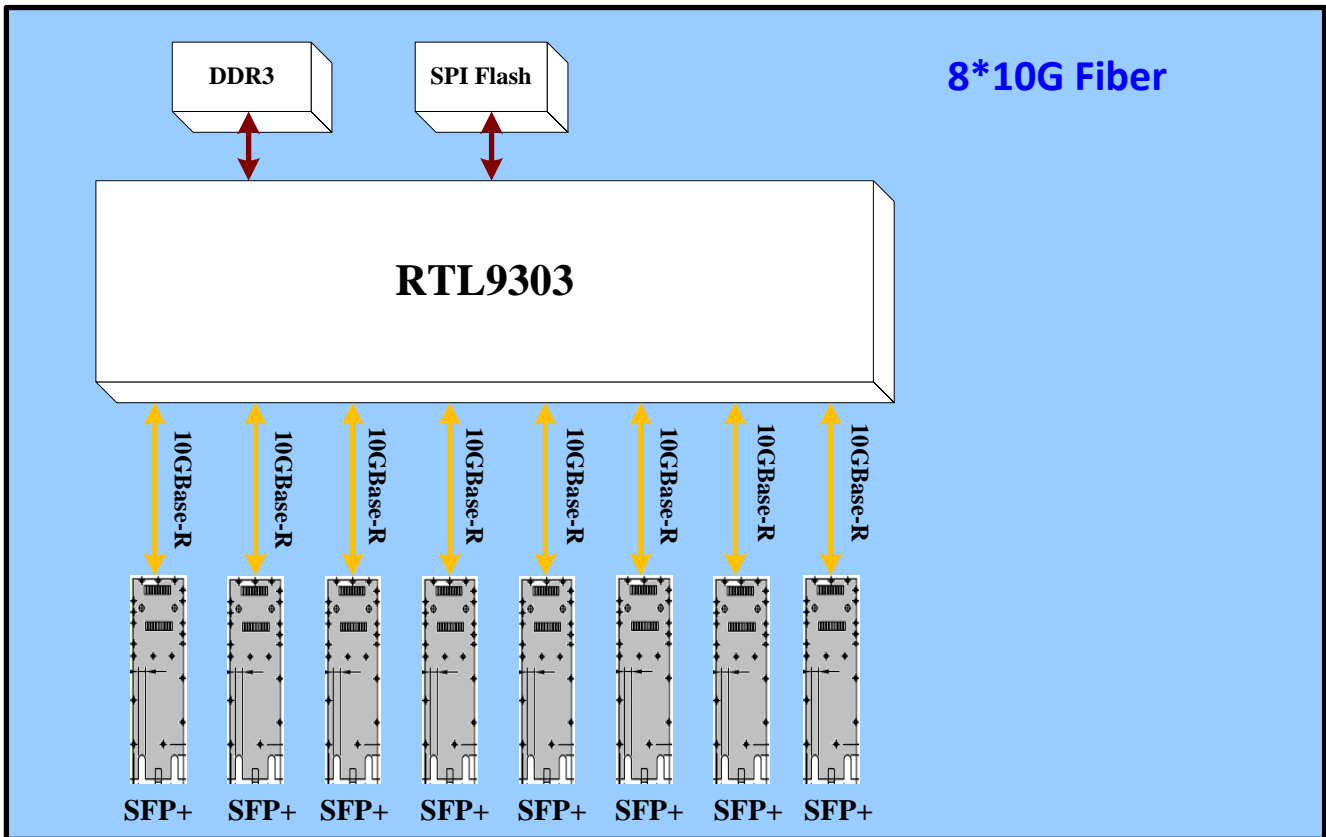 DDR3
SPI Flash
8*10G Fiber
RTL9303
10GBase-R
10GBase-R
10GBase-R
10GBase-R
10GBase-R
10GBase-R
10GBase-R
10GBase-R
SFP+
SFP+
SFP+
SFP+
SFP+
SFP+
SFP+
SFP+